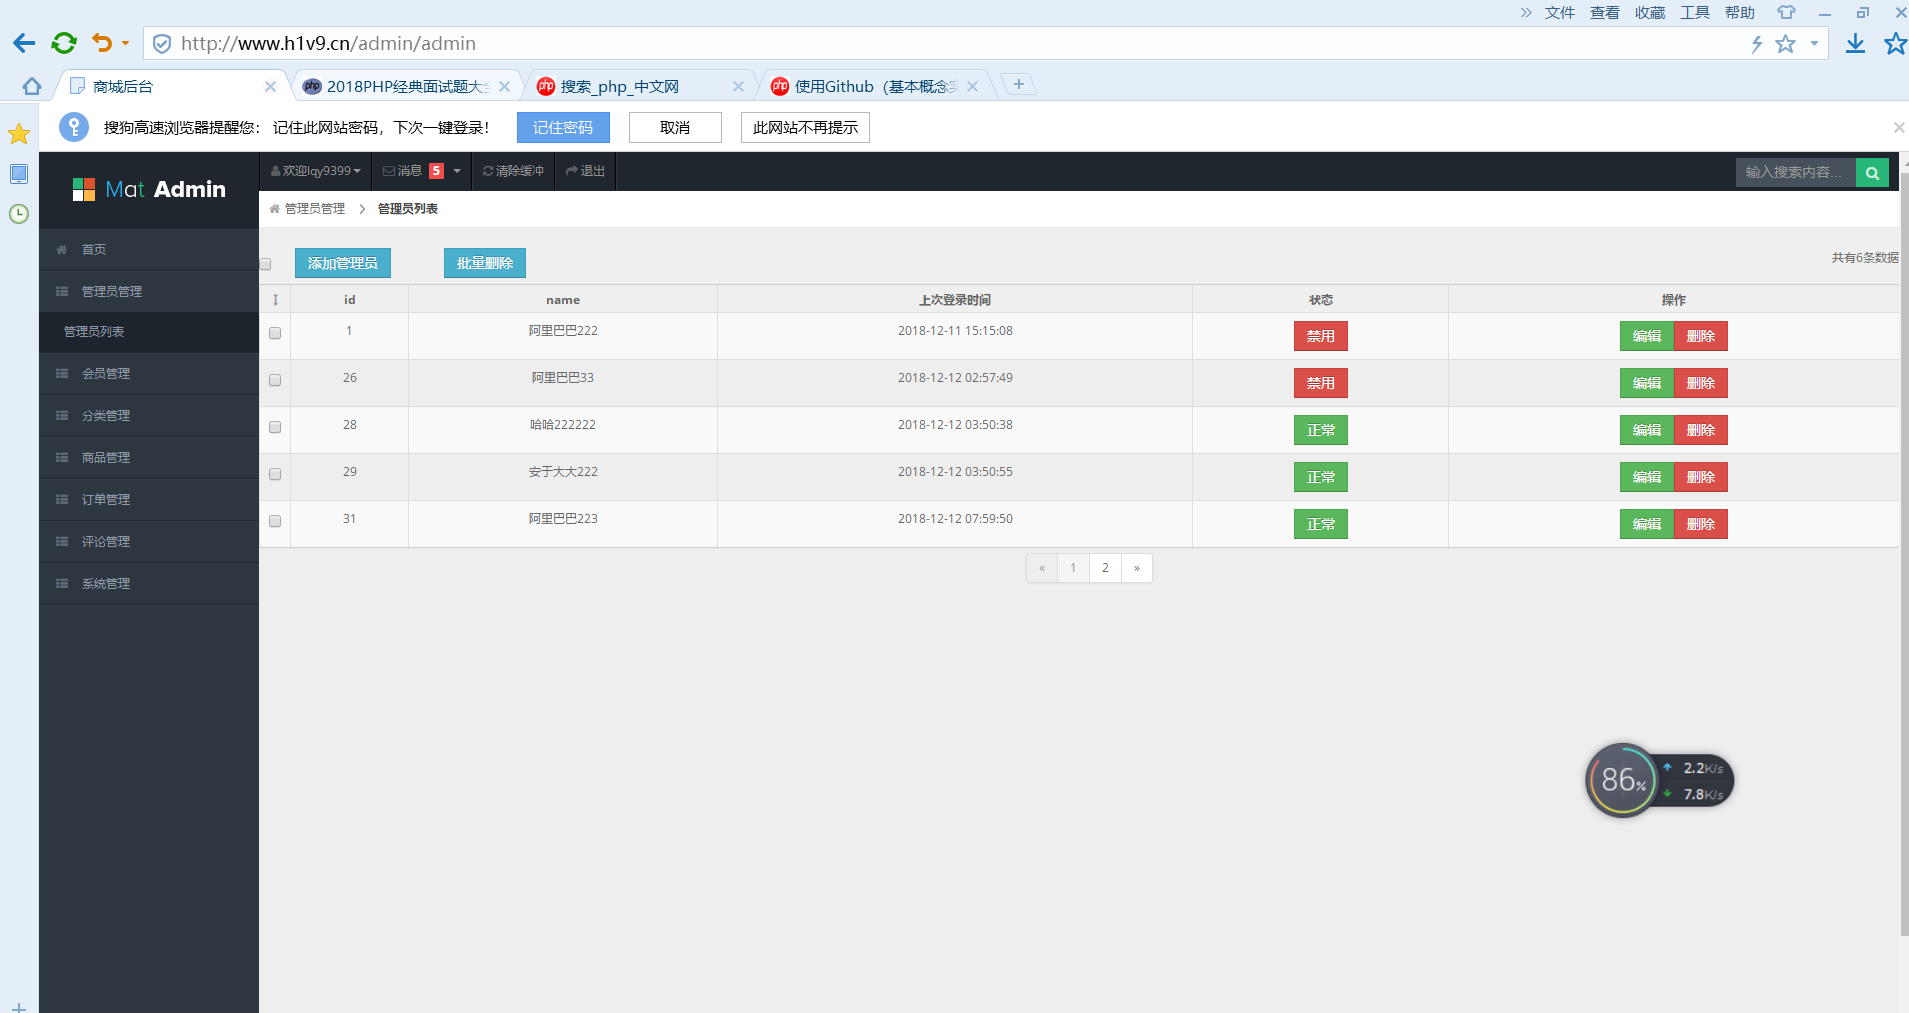 » 文件 查看 收藏 工具 帮助
http://www.h1v9.cn/admin/admin
商城后台 2018PHP经典面试题大全 搜索_php_中文网 使用Github（基本概念实
搜狗高速浏览器提醒您： 记住此网站密码，下次一键登录！ 记住密码 取消 此网站不再提示
Mat Admin
欢迎lqy9399 消息 5 清除缓冲 退出 输入搜索内容...
管理员管理 > 管理员列表
首页
管理员管理
管理员列表
会员管理
分类管理
商品管理
订单管理
评论管理
系统管理
添加管理员 批量删除 共有6条数据
id name 上次登录时间 状态 操作
1 阿里巴巴222 2018-12-11 15:15:08 禁用 编辑 删除
26 阿里巴巴33 2018-12-12 02:57:49 禁用 编辑 删除
28 哈哈222222 2018-12-12 03:50:38 正常 编辑 删除
29 安于大大222 2018-12-12 03:50:55 正常 编辑 删除
31 阿里巴巴223 2018-12-12 07:59:50 正常 编辑 删除
« 1 2 »
86% 2.2K/s
7.8K/s